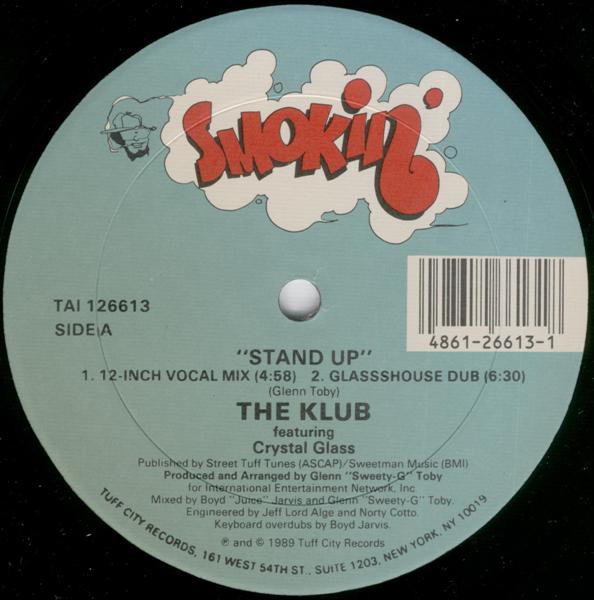 SMOKIN'
TAI 126613
SIDE A
4861-26613-1
"STAND UP"
1. 12-INCH VOCAL MIX (4:58) 2. GLASSSHOUSE DUB (6:30)
(Glenn Toby)
THE KLUB
featuring
Crystal Glass
Published by Street Tuff Tunes (ASCAP)/Sweetman Music (BMI)
Produced and Arranged by Glenn "Sweety-G" Toby
for International Entertainment Network, Inc
Mixed by Boyd "Juice" Jarvis and Glenn "Sweety-G" Toby.
Engineered by Jeff Lord Alge and Norty Cotto.
Keyboard overdubs by Boyd Jarvis.
℗ and © 1989 Tuff City Records
TUFF CITY RECORDS, 161 WEST 54TH ST., SUITE 1203, NEW YORK, NY 10019